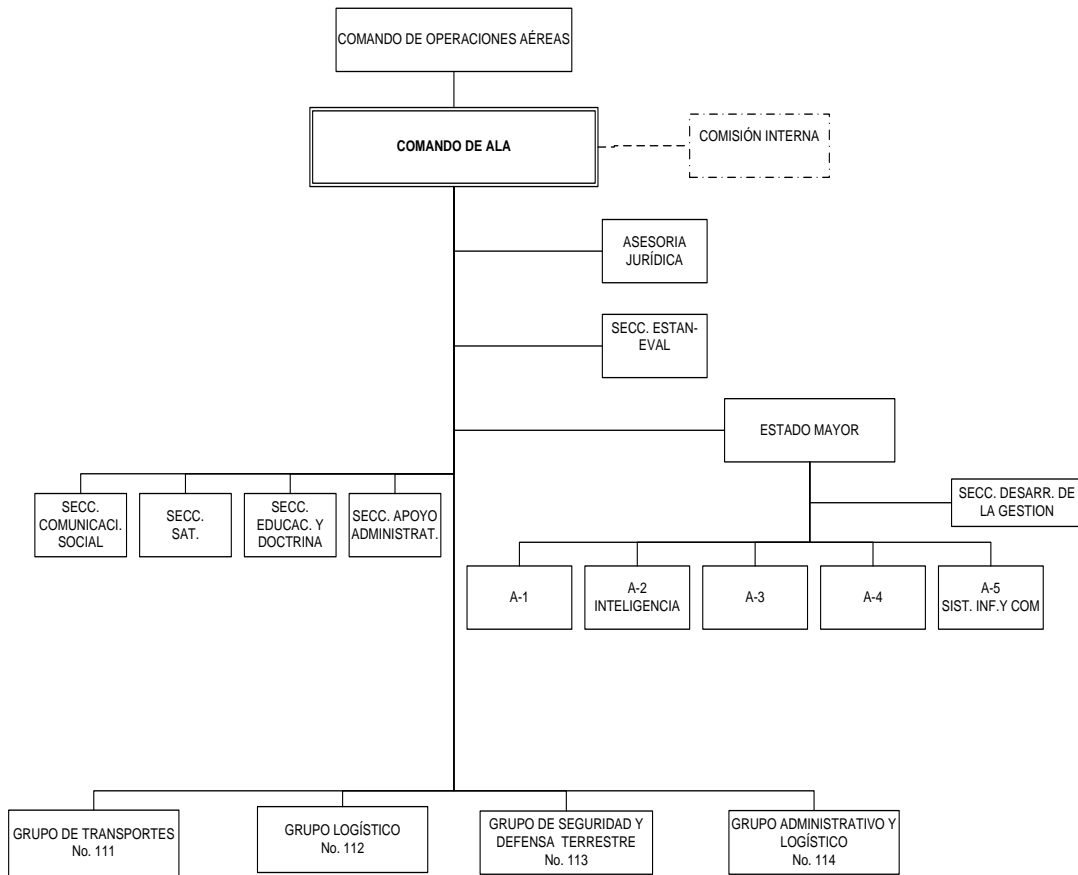 COMANDO DE OPERACIONES AÉREAS
COMANDO DE ALA
COMISIÓN INTERNA
ASESORIA
JURÍDICA
SECC. ESTAN-
EVAL
ESTADO MAYOR
SECC. DESARR. DE
LA GESTION
SECC.
COMUNICACI.
SOCIAL
SECC.
SAT.
SECC.
EDUCAC. Y
DOCTRINA
SECC. APOYO
ADMINISTRAT.
A-1
A-2
INTELIGENCIA
A-3
A-4
A-5
SIST. INF.Y COM
GRUPO DE TRANSPORTES
No. 111
GRUPO LOGÍSTICO
No. 112
GRUPO DE SEGURIDAD Y
DEFENSA TERRESTRE
No. 113
GRUPO ADMINISTRATIVO Y
LOGÍSTICO
No. 114